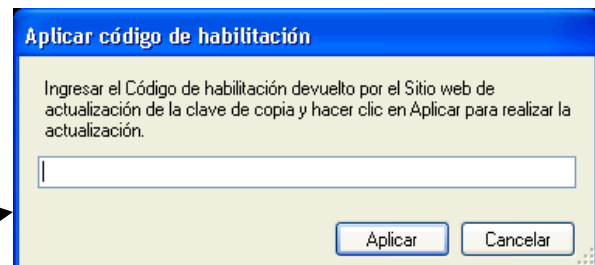 Aplicar código de habilitación
Ingresar el Código de habilitación devuelto por el Sitio web de
actualización de la clave de copia y hacer clic en Aplicar para realizar la
actualización.
Aplicar
Cancelar